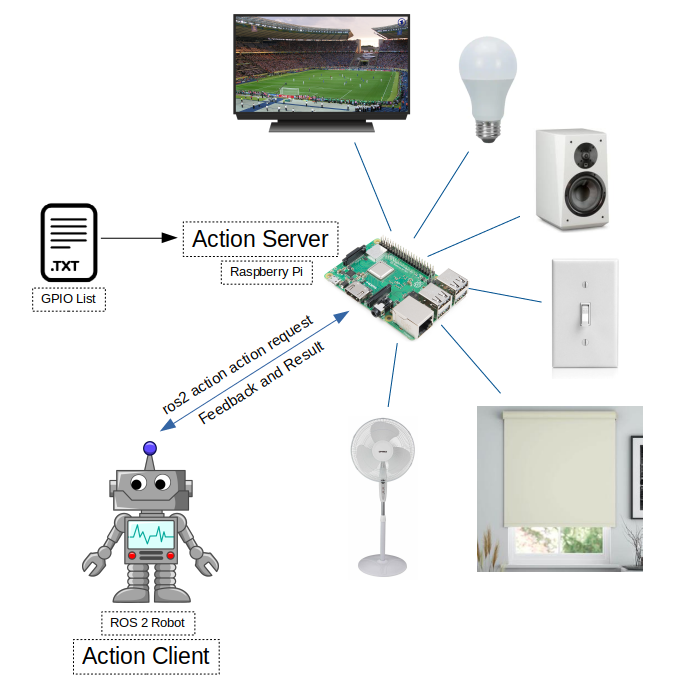 .TXT
GPIO List
Action Server
Raspberry Pi
ros2 action action request
Feedback and Result
ROS 2 Robot
Action Client